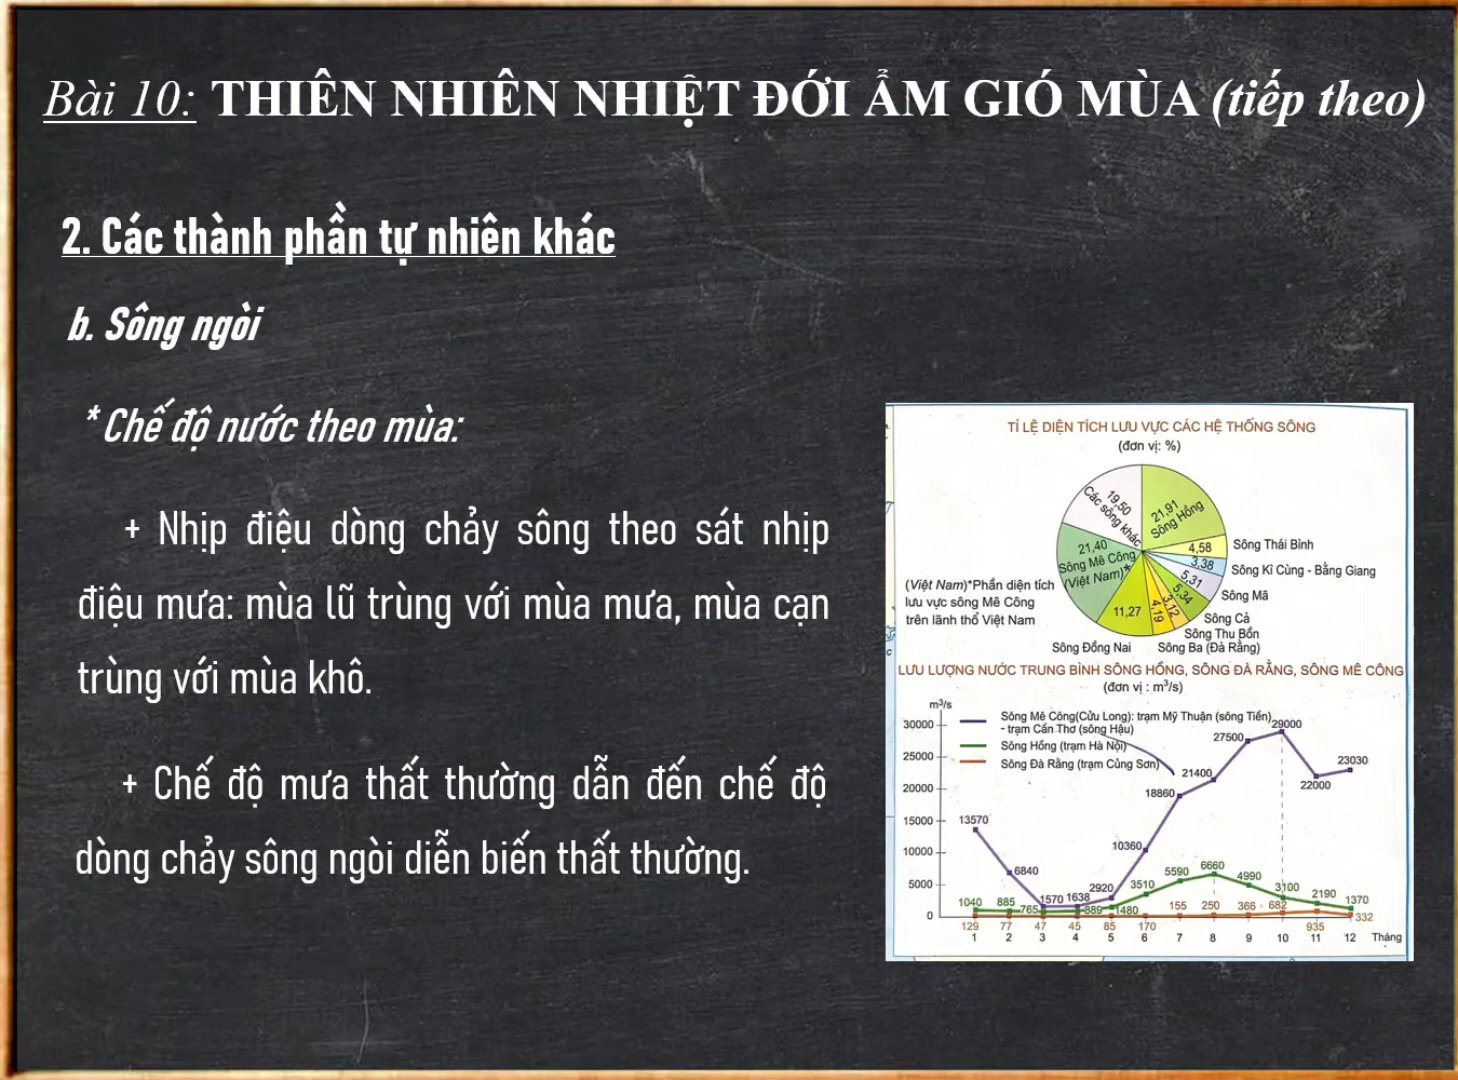 Bài 10: THIÊN NHIÊN NHIỆT ĐỚI ẨM GIÓ MÙA (tiếp theo)
2. Các thành phần tự nhiên khác
b. Sông ngòi
* Chế độ nước theo mùa:
+ Nhịp điệu dòng chảy sông theo sát nhịp
điệu mưa: mùa lũ trùng với mùa mưa, mùa cạn
trùng với mùa khô.
+ Chế độ mưa thất thường dẫn đến chế độ
dòng chảy sông ngòi diễn biến thất thường.
TỈ LỆ DIỆN TÍCH LƯU VỰC CÁC HỆ THỐNG SÔNG
(đơn vị: %)
19,50
Các sông khác
21,91
Sông Hồng
4,58
Sông Thái Bình
3,38
Sông Kì Cùng - Bằng Giang
5,31
Sông Mã
5,34
Sông Cả
3,12
Sông Thu Bồn
4,19
Sông Ba (Đà Rằng)
11,27
Sông Đồng Nai
21,40
Sông Mê Công
(Việt Nam)*
(Việt Nam)*Phần diện tích
lưu vực sông Mê Công
trên lãnh thổ Việt Nam
LƯU LƯỢNG NƯỚC TRUNG BÌNH SÔNG HỒNG, SÔNG ĐÀ RẰNG, SÔNG MÊ CÔNG
(đơn vị : m³/s)
m³/s
Sông Mê Công(Cửu Long): trạm Mỹ Thuận (sông Tiền)
- trạm Cần Thơ (sông Hậu)
Sông Hồng (trạm Hà Nội)
Sông Đà Rằng (trạm Củng Sơn)
30000
25000
20000
15000
10000
5000
0
13570 6840 1570 1638 2920 10360 18860 21400 27500 29000 22000 23030
1040 885 765 889 1480 3510 5590 6660 4990 3100 2190 1370
129 77 47 45 85 170 155 250 366 682 935 332
1 2 3 4 5 6 7 8 9 10 11 12 Tháng